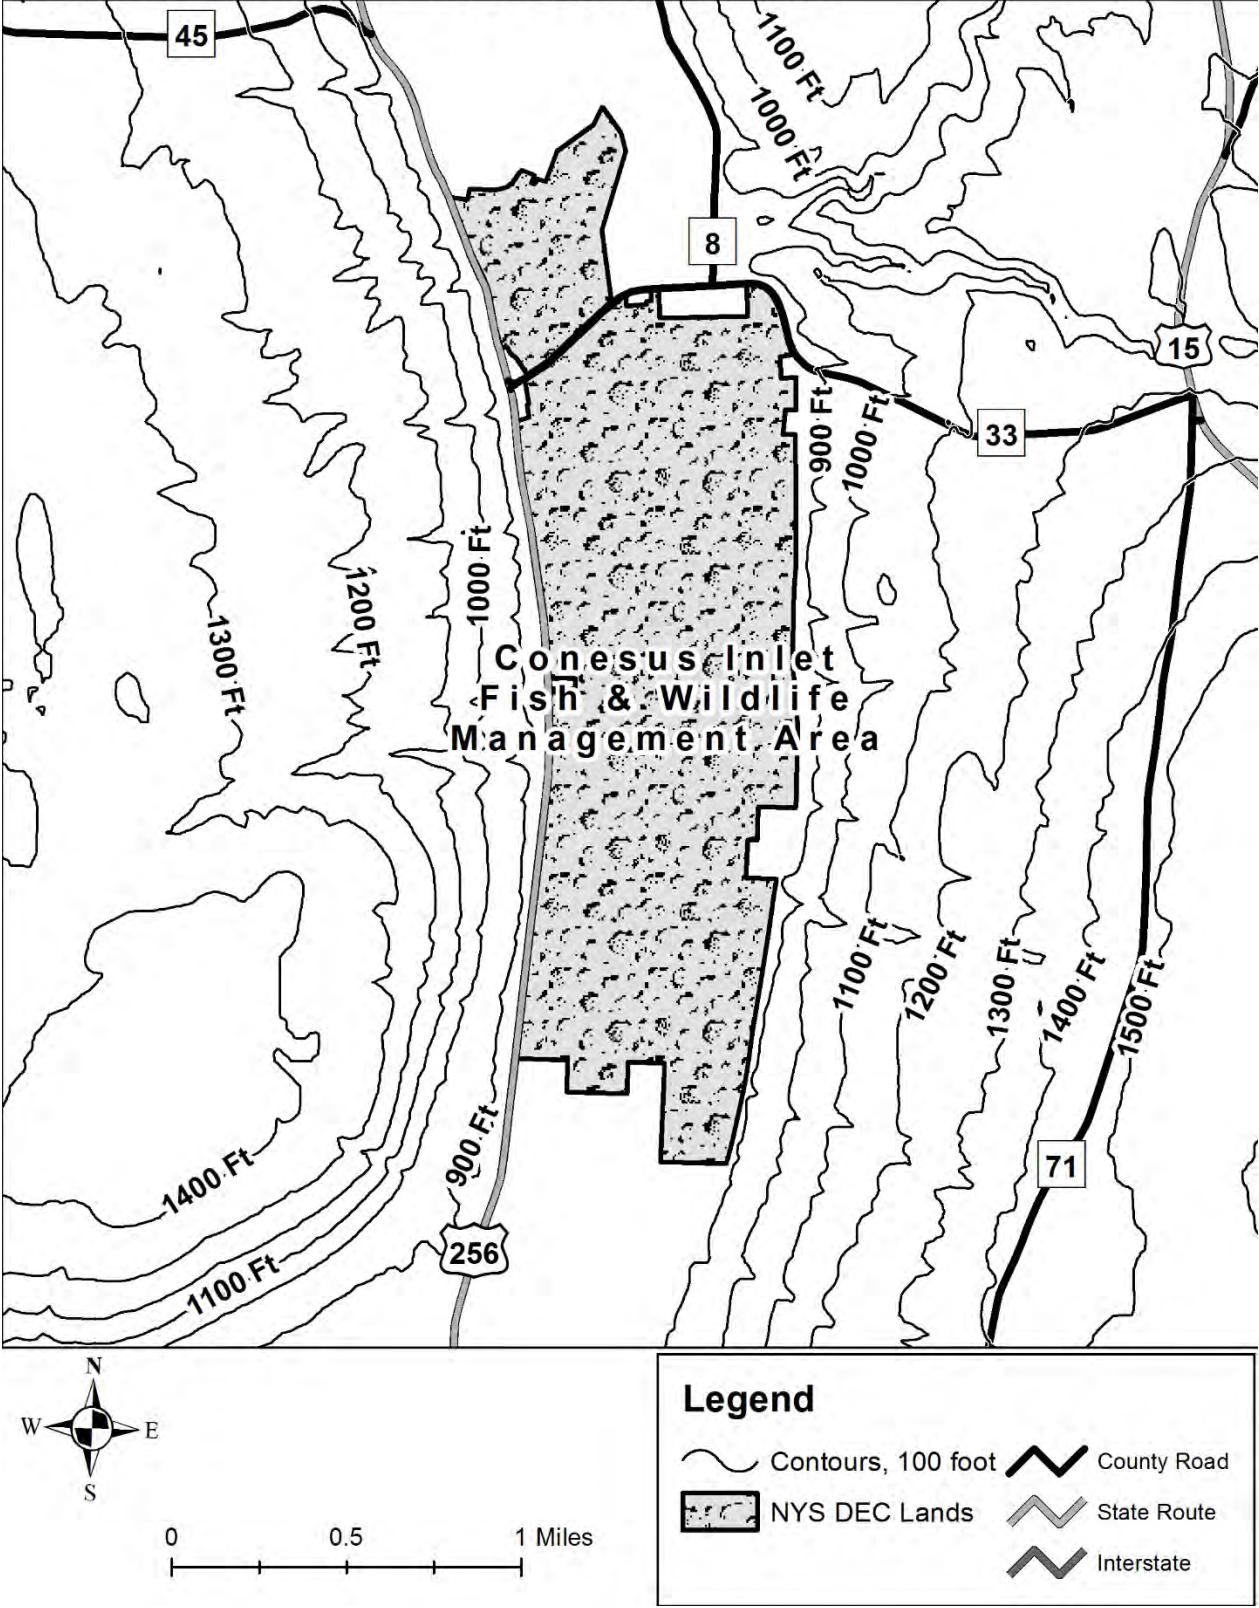 45
1100 Ft
1000 Ft
8
15
900 Ft
1000 Ft
33
1000 Ft
1200 Ft
1300 Ft
Conesus Inlet
Fish & Wildlife
Management Area
1100 Ft
1200 Ft
1300 Ft
1400 Ft
1500 Ft
900 Ft
1400 Ft
71
256
1100 Ft
N
W
E
S
0 0.5 1 Miles
Legend
Contours, 100 foot
County Road
NYS DEC Lands
State Route
Interstate